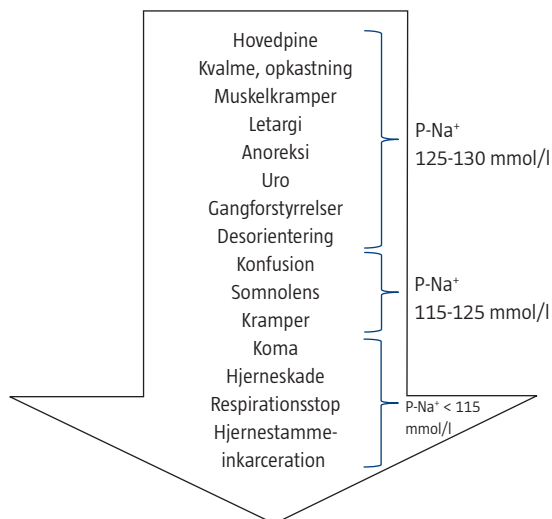 Hovedpine
Kvalme, opkastning
Muskelkramper
Letargi
Anoreksi
Uro
Gangforstyrrelser
Desorientering
P-Na⁺
125-130 mmol/l
Konfusion
Somnolens
Kramper
P-Na⁺
115-125 mmol/l
Koma
Hjerneskade
Respirationsstop
Hjernestamme-
inkarceration
P-Na⁺ < 115
mmol/l